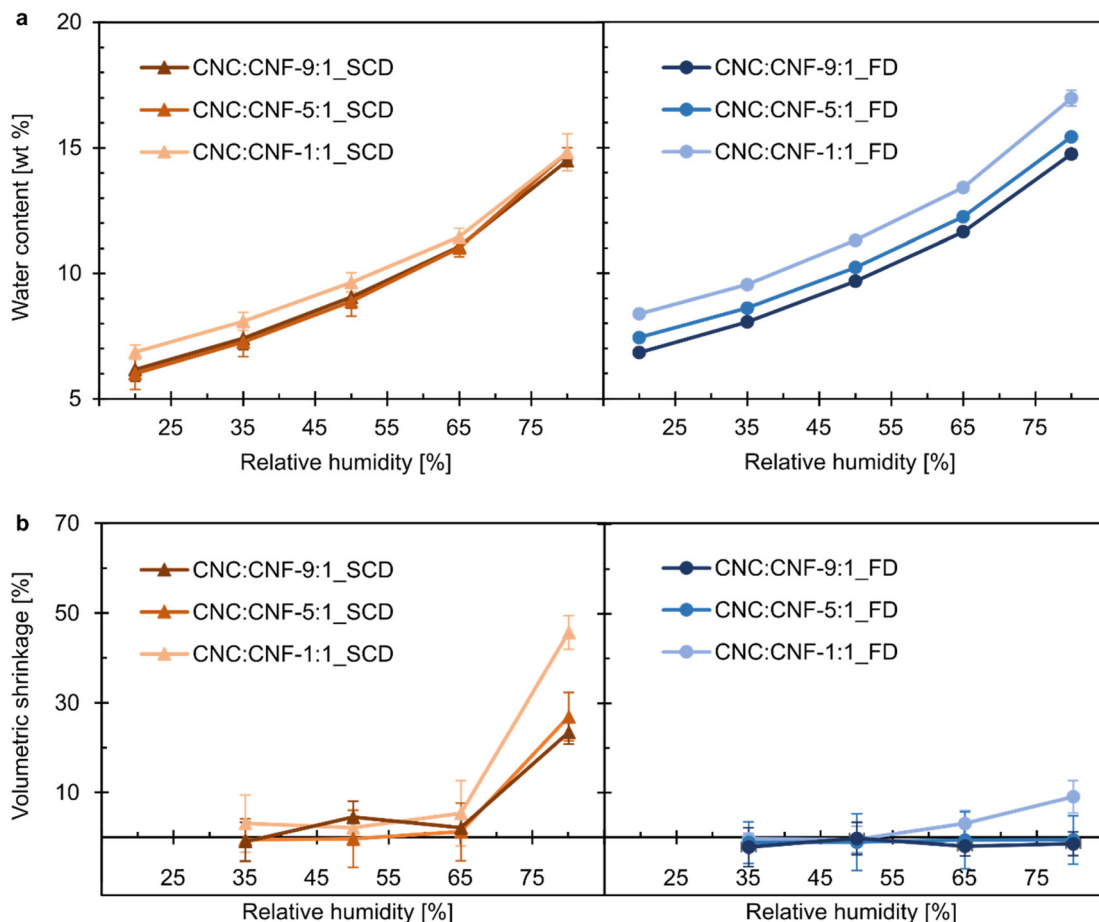 a
20
15
10
5
Water content [wt %]
CNC:CNF-9:1_SCD
CNC:CNF-5:1_SCD
CNC:CNF-1:1_SCD
25 35 45 55 65 75
Relative humidity [%]
CNC:CNF-9:1_FD
CNC:CNF-5:1_FD
CNC:CNF-1:1_FD
25 35 45 55 65 75
Relative humidity [%]
b
70
50
30
10
Volumetric shrinkage [%]
CNC:CNF-9:1_SCD
CNC:CNF-5:1_SCD
CNC:CNF-1:1_SCD
25 35 45 55 65 75
Relative humidity [%]
CNC:CNF-9:1_FD
CNC:CNF-5:1_FD
CNC:CNF-1:1_FD
25 35 45 55 65 75
Relative humidity [%]